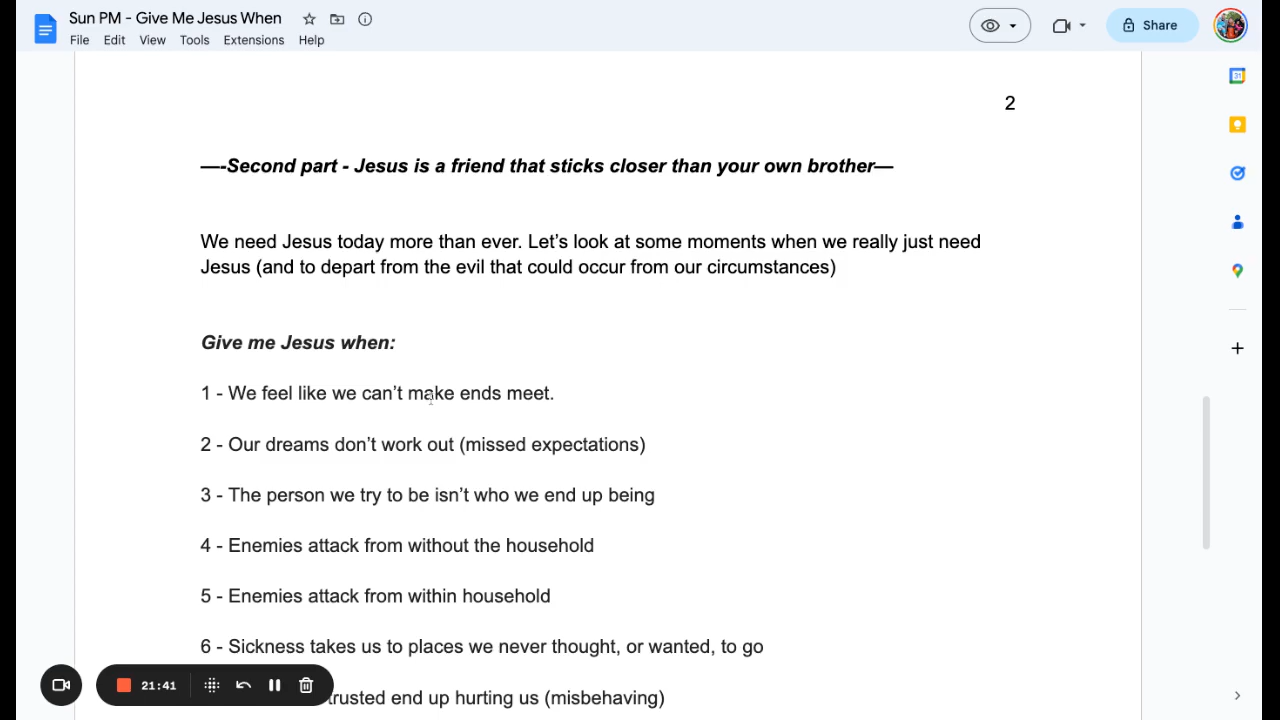 Sun PM - Give Me Jesus When
File Edit View Tools Extensions Help
Share
31
2
—-Second part - Jesus is a friend that sticks closer than your own brother—
We need Jesus today more than ever. Let’s look at some moments when we really just need
Jesus (and to depart from the evil that could occur from our circumstances)
Give me Jesus when:
1 - We feel like we can’t make ends meet.
2 - Our dreams don’t work out (missed expectations)
3 - The person we try to be isn’t who we end up being
4 - Enemies attack from without the household
5 - Enemies attack from within household
6 - Sickness takes us to places we never thought, or wanted, to go
trusted end up hurting us (misbehaving)
21:41